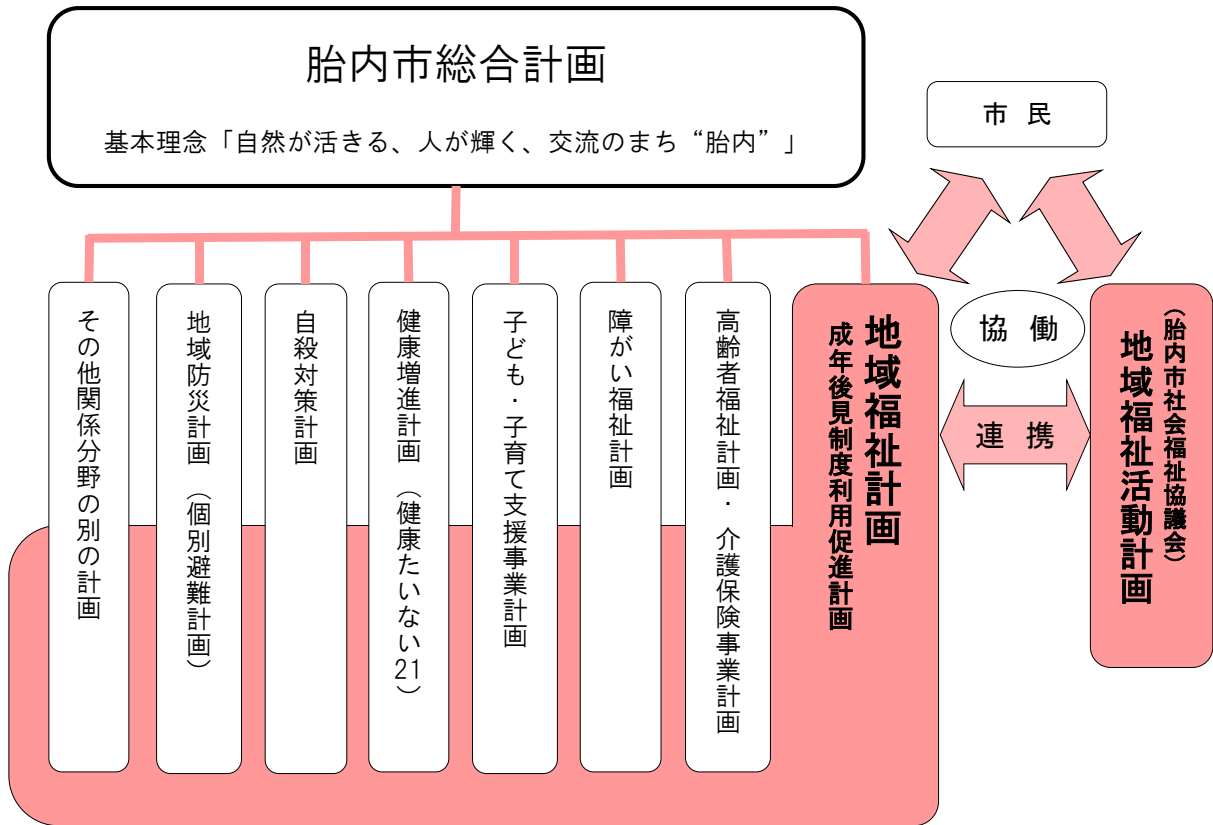 胎内市総合計画
基本理念「自然が活きる、人が輝く、交流のまち“胎内”」
市 民
協 働
連 携
(胎内市社会福祉協議会)
地域福祉活動計画
地域福祉計画
成年後見制度利用促進計画
高齢者福祉計画・介護保険事業計画
障がい福祉計画
子ども・子育て支援事業計画
健康増進計画(健康たいない21)
自殺対策計画
地域防災計画(個別避難計画)
その他関係分野の別の計画